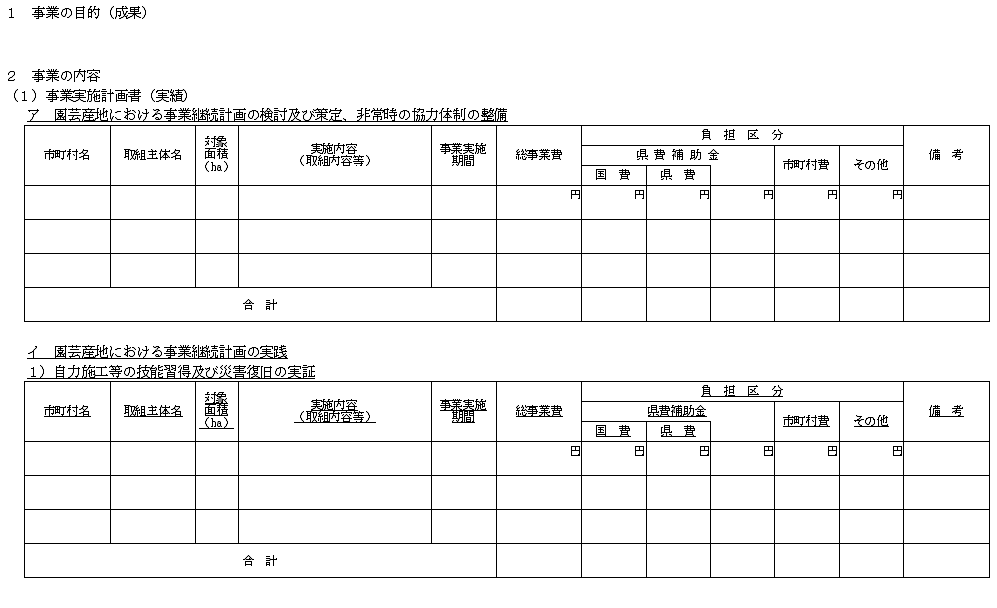 １　事業の目的（成果）
２　事業の内容
（１）事業実施計画書（実績）
ア　園芸産地における事業継続計画の検討及び策定、非常時の協力体制の整備
市町村名　取組主体名　対象面積（ha）　実施内容（取組内容等）　事業実施期間　総事業費　負　担　区　分　備　考
県 費 補 助 金　市町村費　その他
国　費　県　費
円　円　円　円　円　円
合　計
イ　園芸産地における事業継続計画の実践
１）自力施工等の技能習得及び災害復旧の実証
市町村名　取組主体名　対象面積（ha）　実施内容（取組内容等）　事業実施期間　総事業費　負　担　区　分　備　考
県費補助金　市町村費　その他
国　費　県　費
円　円　円　円　円　円
合　計